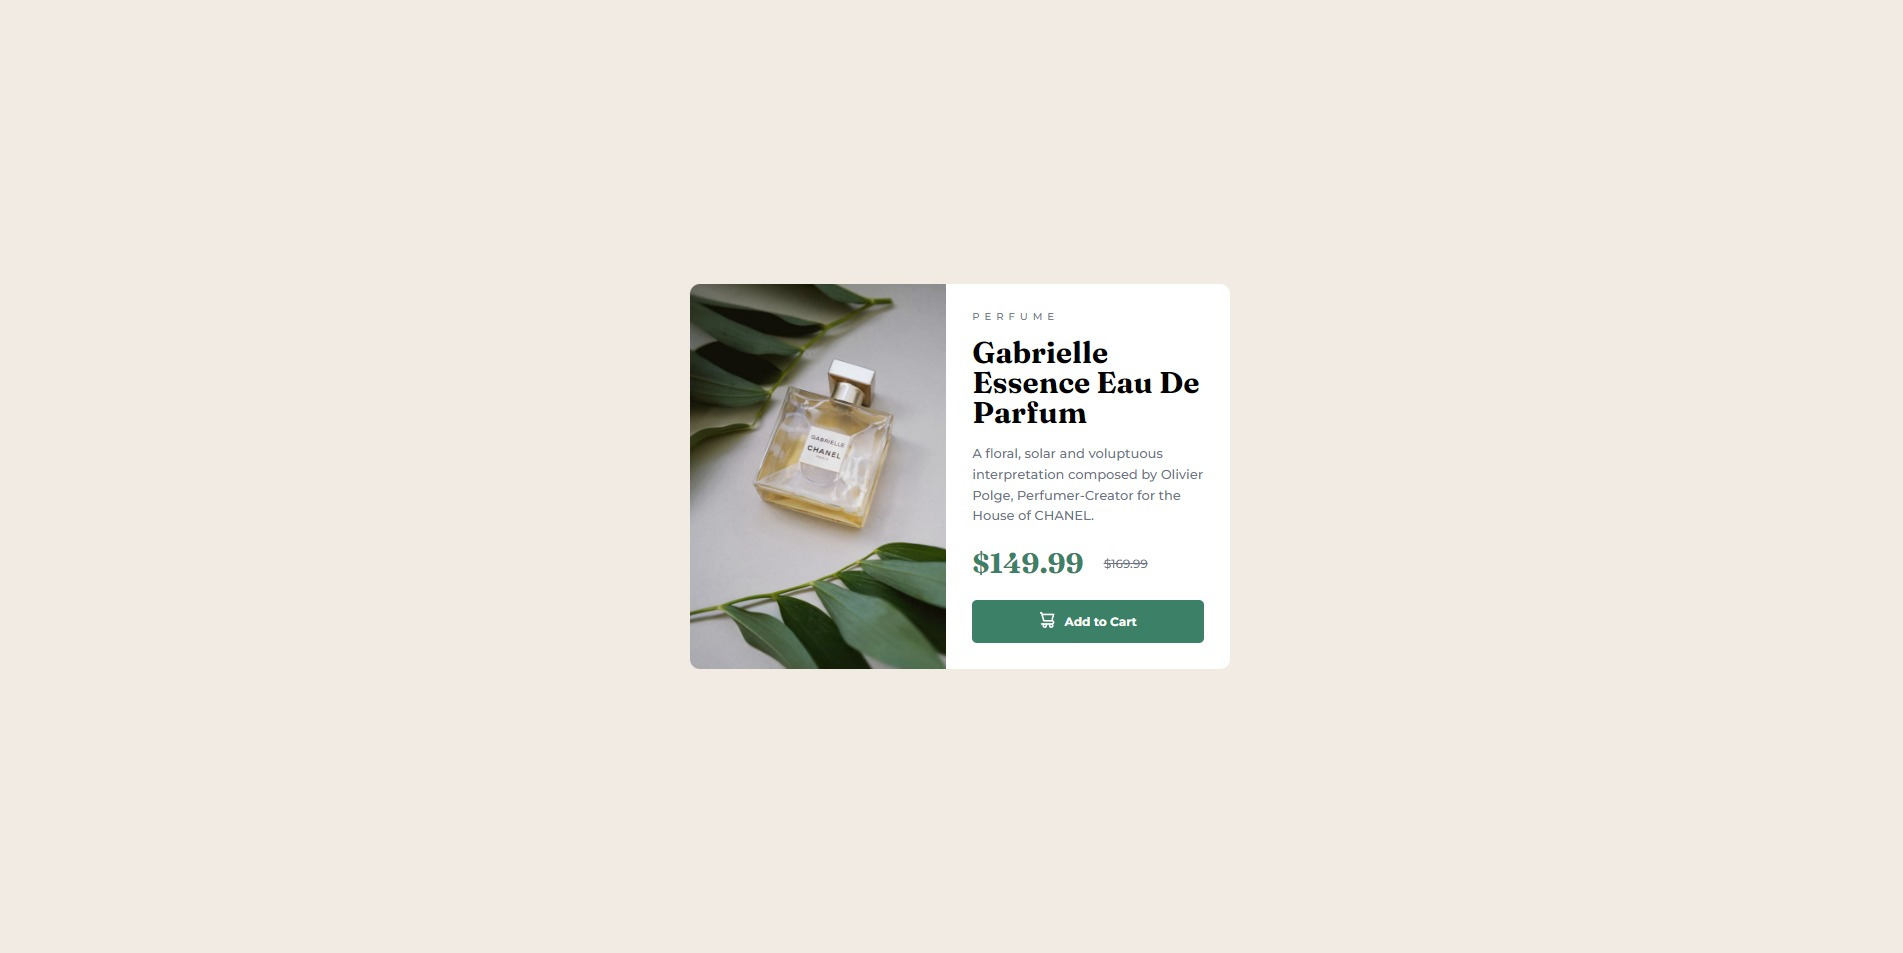 GABRIELLE
CHANEL
PERFUME
Gabrielle
Essence Eau De
Parfum
A floral, solar and voluptuous
interpretation composed by Olivier
Polge, Perfumer-Creator for the
House of CHANEL.
$149.99 $169.99
Add to Cart